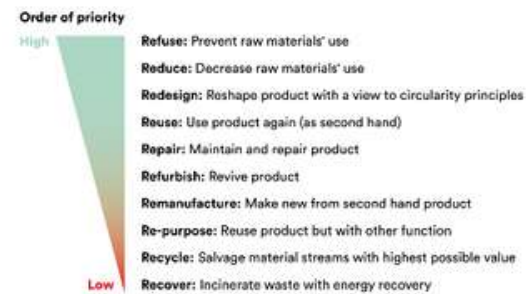 Order of priority
High
Refuse: Prevent raw materials' use
Reduce: Decrease raw materials' use
Redesign: Reshape product with a view to circularity principles
Reuse: Use product again (as second hand)
Repair: Maintain and repair product
Refurbish: Revive product
Remanufacture: Make new from second hand product
Re-purpose: Reuse product but with other function
Recycle: Salvage material streams with highest possible value
Low
Recover: Incinerate waste with energy recovery